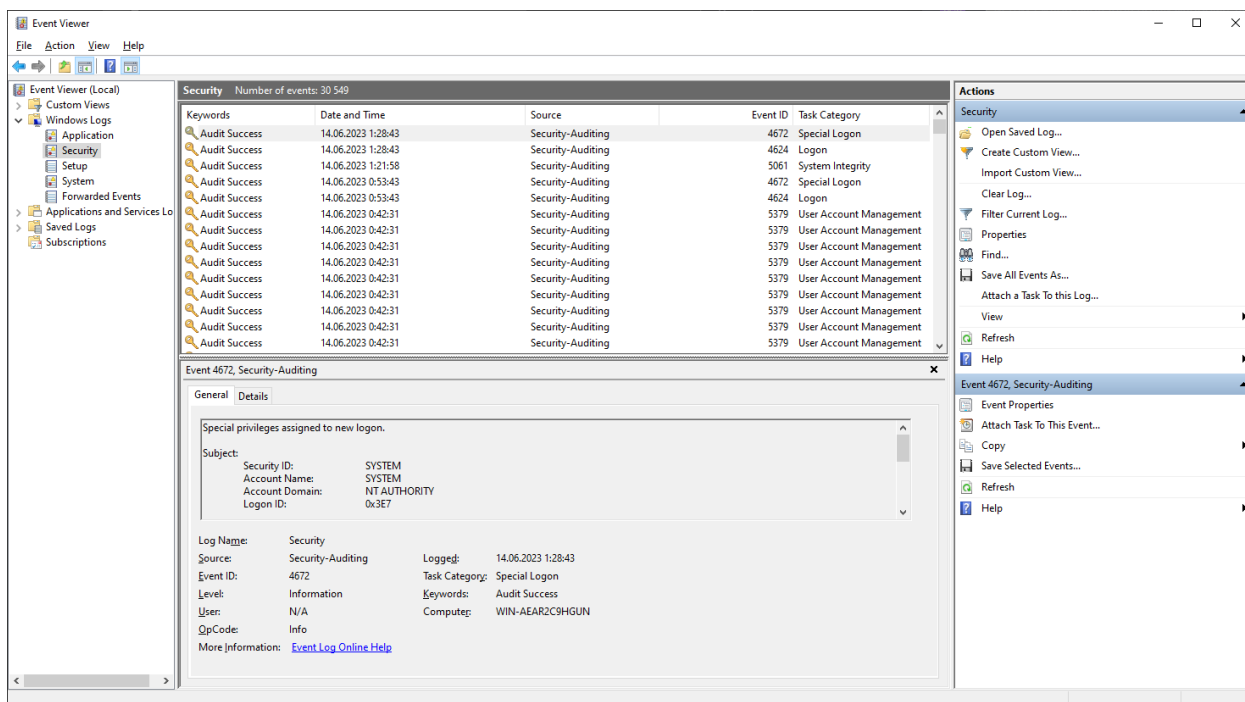 Event Viewer
File Action View Help
Event Viewer (Local)
Custom Views
Windows Logs
Application
Security
Setup
System
Forwarded Events
Applications and Services Lo
Saved Logs
Subscriptions
Security Number of events: 30 549
Keywords Date and Time Source Event ID Task Category
Audit Success 14.06.2023 1:28:43 Security-Auditing 4672 Special Logon
Audit Success 14.06.2023 1:28:43 Security-Auditing 4624 Logon
Audit Success 14.06.2023 1:21:58 Security-Auditing 5061 System Integrity
Audit Success 14.06.2023 0:53:43 Security-Auditing 4672 Special Logon
Audit Success 14.06.2023 0:53:43 Security-Auditing 4624 Logon
Audit Success 14.06.2023 0:42:31 Security-Auditing 5379 User Account Management
Audit Success 14.06.2023 0:42:31 Security-Auditing 5379 User Account Management
Audit Success 14.06.2023 0:42:31 Security-Auditing 5379 User Account Management
Audit Success 14.06.2023 0:42:31 Security-Auditing 5379 User Account Management
Audit Success 14.06.2023 0:42:31 Security-Auditing 5379 User Account Management
Audit Success 14.06.2023 0:42:31 Security-Auditing 5379 User Account Management
Audit Success 14.06.2023 0:42:31 Security-Auditing 5379 User Account Management
Audit Success 14.06.2023 0:42:31 Security-Auditing 5379 User Account Management
Audit Success 14.06.2023 0:42:31 Security-Auditing 5379 User Account Management
Event 4672, Security-Auditing
General Details
Special privileges assigned to new logon.
Subject:
Security ID: SYSTEM
Account Name: SYSTEM
Account Domain: NT AUTHORITY
Logon ID: 0x3E7
Log Name: Security
Source: Security-Auditing Logged: 14.06.2023 1:28:43
Event ID: 4672 Task Category: Special Logon
Level: Information Keywords: Audit Success
User: N/A Computer: WIN-AEAR2C9HGUN
OpCode: Info
More Information: Event Log Online Help
Actions
Security
Open Saved Log...
Create Custom View...
Import Custom View...
Clear Log...
Filter Current Log...
Properties
Find...
Save All Events As...
Attach a Task To this Log...
View
Refresh
Help
Event 4672, Security-Auditing
Event Properties
Attach Task To This Event...
Copy
Save Selected Events...
Refresh
Help